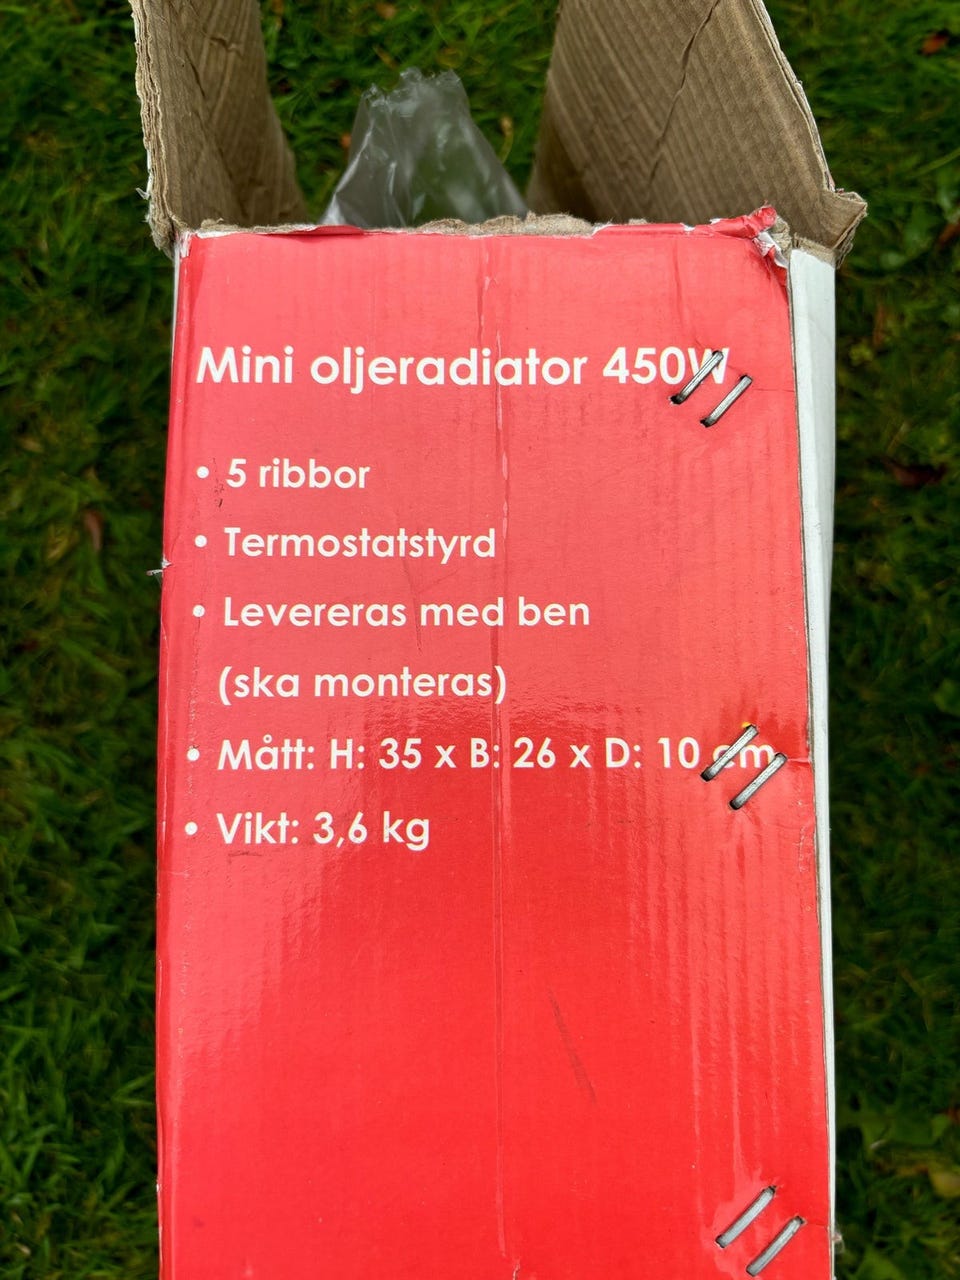 Mini oljeradiator 450W
• 5 ribbor
• Termostatstyrd
• Levereras med ben
(ska monteras)
• Mått: H: 35 x B: 26 x D: 10 cm
• Vikt: 3,6 kg